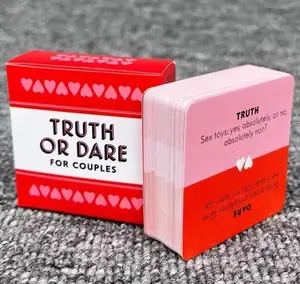 TRUTH
OR DARE
FOR COUPLES
TRUTH
Sex toys: yes, absolutely, or no,
absolutely not?
DARE